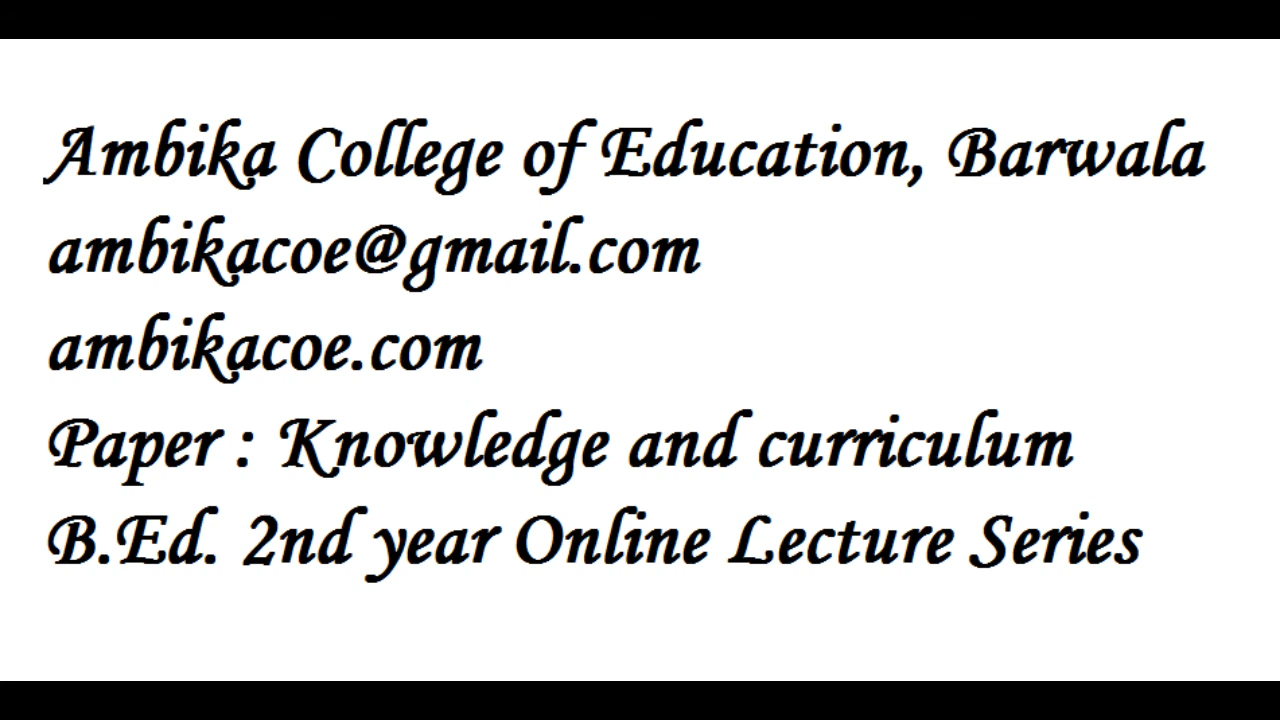 Ambika College of Education, Barwala
ambikacoe@gmail.com
ambikacoe.com
Paper : Knowledge and curriculum
B.Ed. 2nd year Online Lecture Series